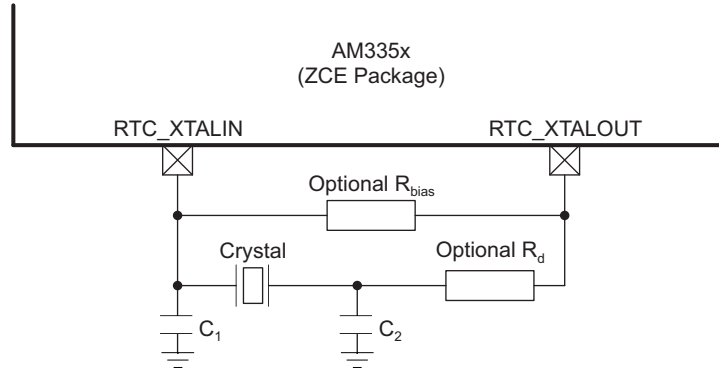 AM335x
(ZCE Package)
RTC_XTALIN
RTC_XTALOUT
Optional Rbias
Crystal
Optional Rd
C1
C2